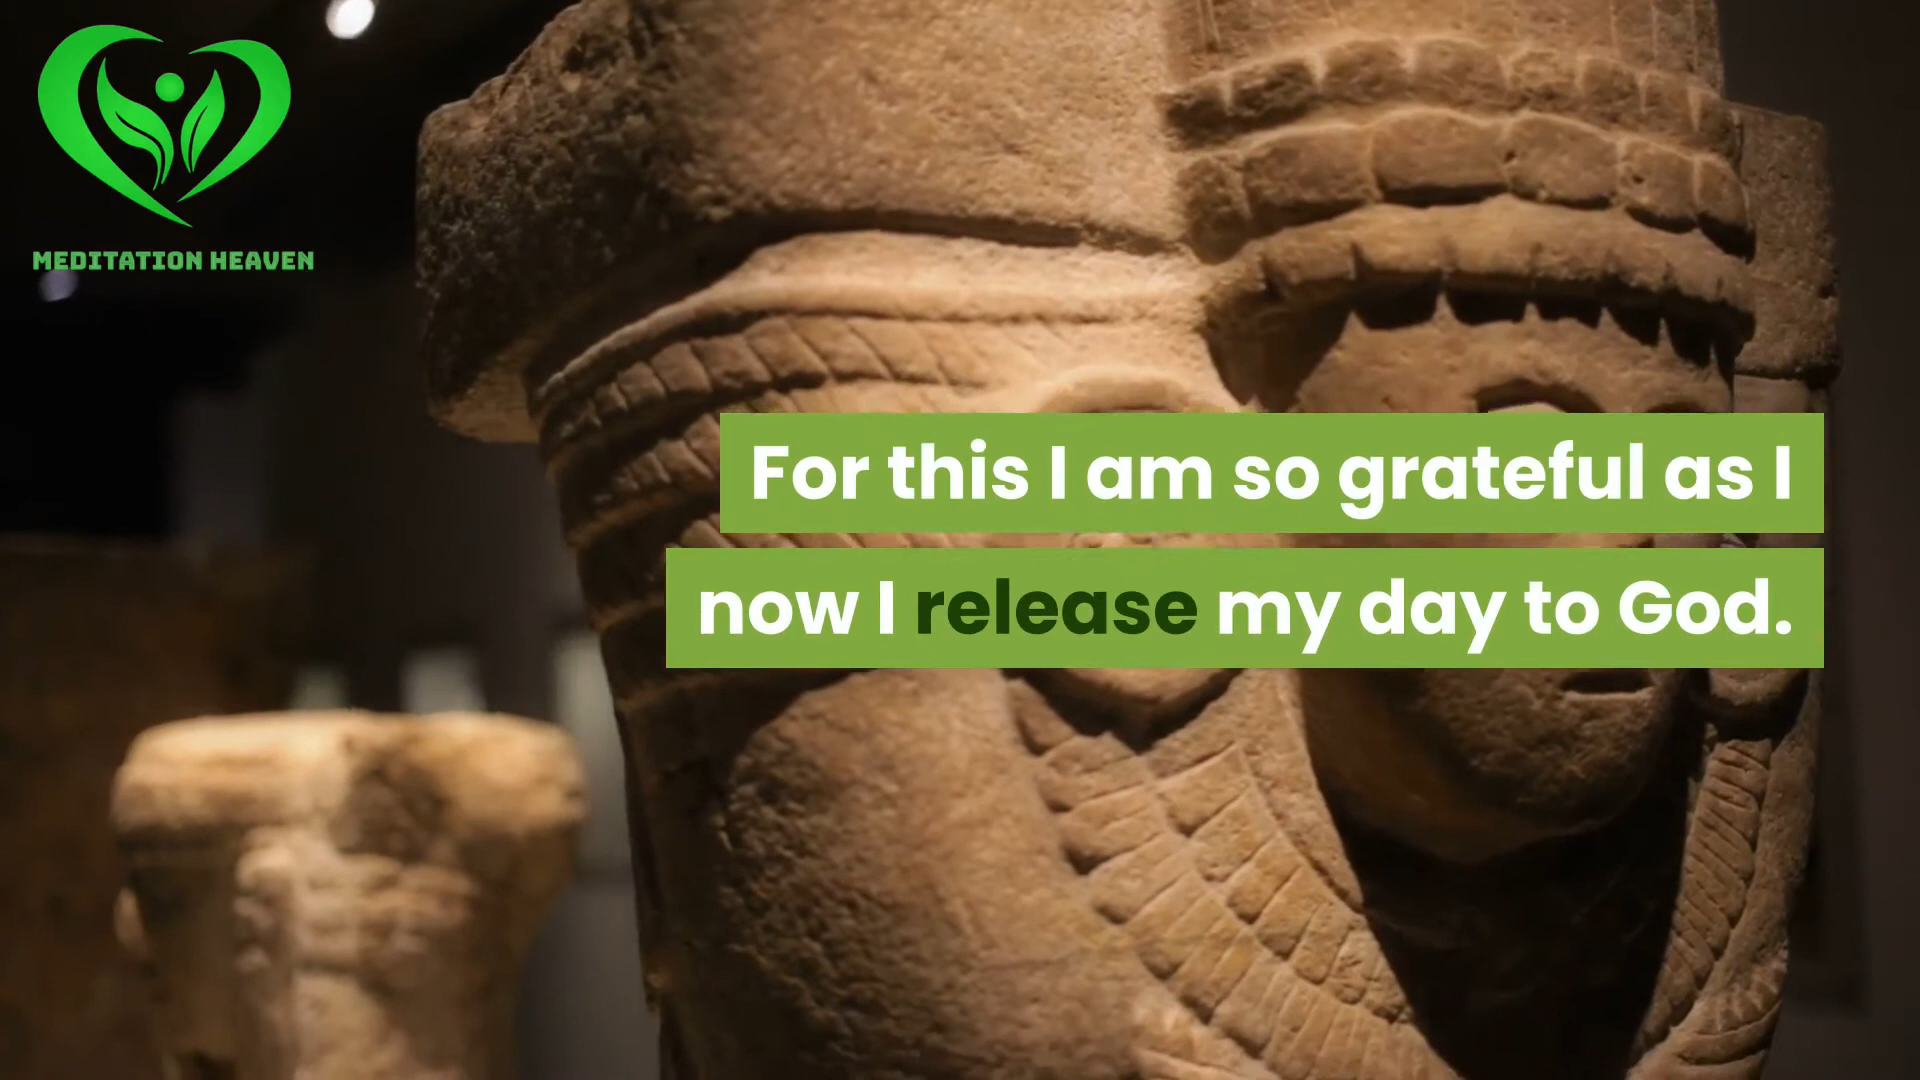 MEDITATION HEAVEN
For this I am so grateful as I
now I release my day to God.